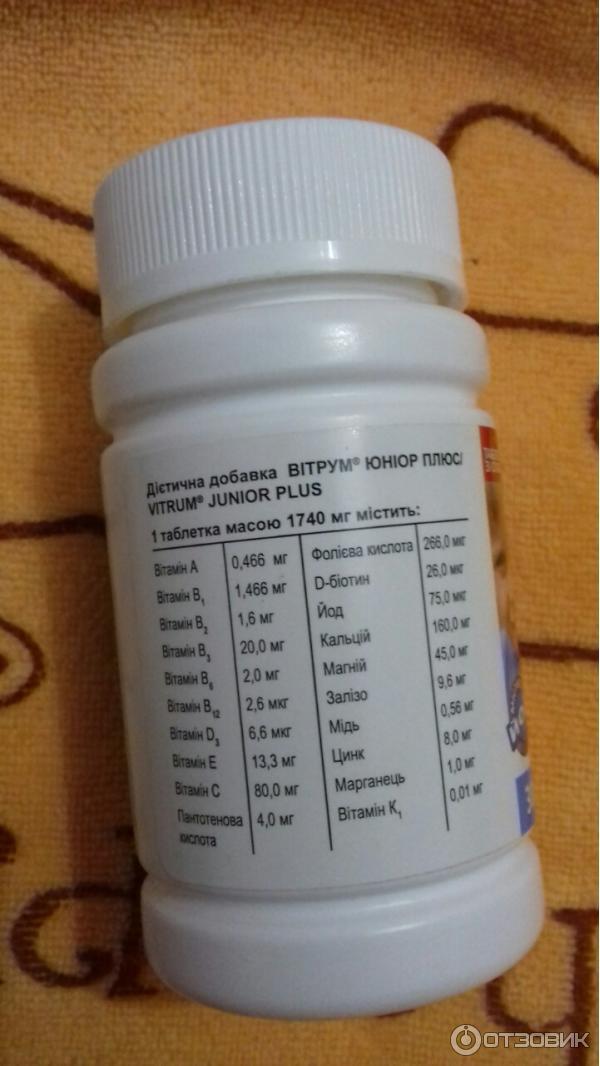 Дієтична добавка ВІТРУМ® ЮНІОР ПЛЮС/
VITRUM® JUNIOR PLUS
1 таблетка масою 1740 мг містить:
Вітамін A 0,466 мг
Вітамін B1 1,466 мг
Вітамін B2 1,6 мг
Вітамін B3 20,0 мг
Вітамін B6 2,0 мг
Вітамін B12 2,6 мкг
Вітамін D3 6,6 мкг
Вітамін E 13,3 мг
Вітамін C 80,0 мг
Пантотенова 4,0 мг
кислота
Фолієва кислота 266,0 мкг
D-біотин 26,0 мкг
Йод 75,0 мкг
Кальцій 160,0 мг
Магній 45,0 мг
Залізо 9,6 мг
Мідь 0,56 мг
Цинк 8,0 мг
Марганець 1,0 мг
Вітамін K1 0,01 мг
ОТЗОВИК